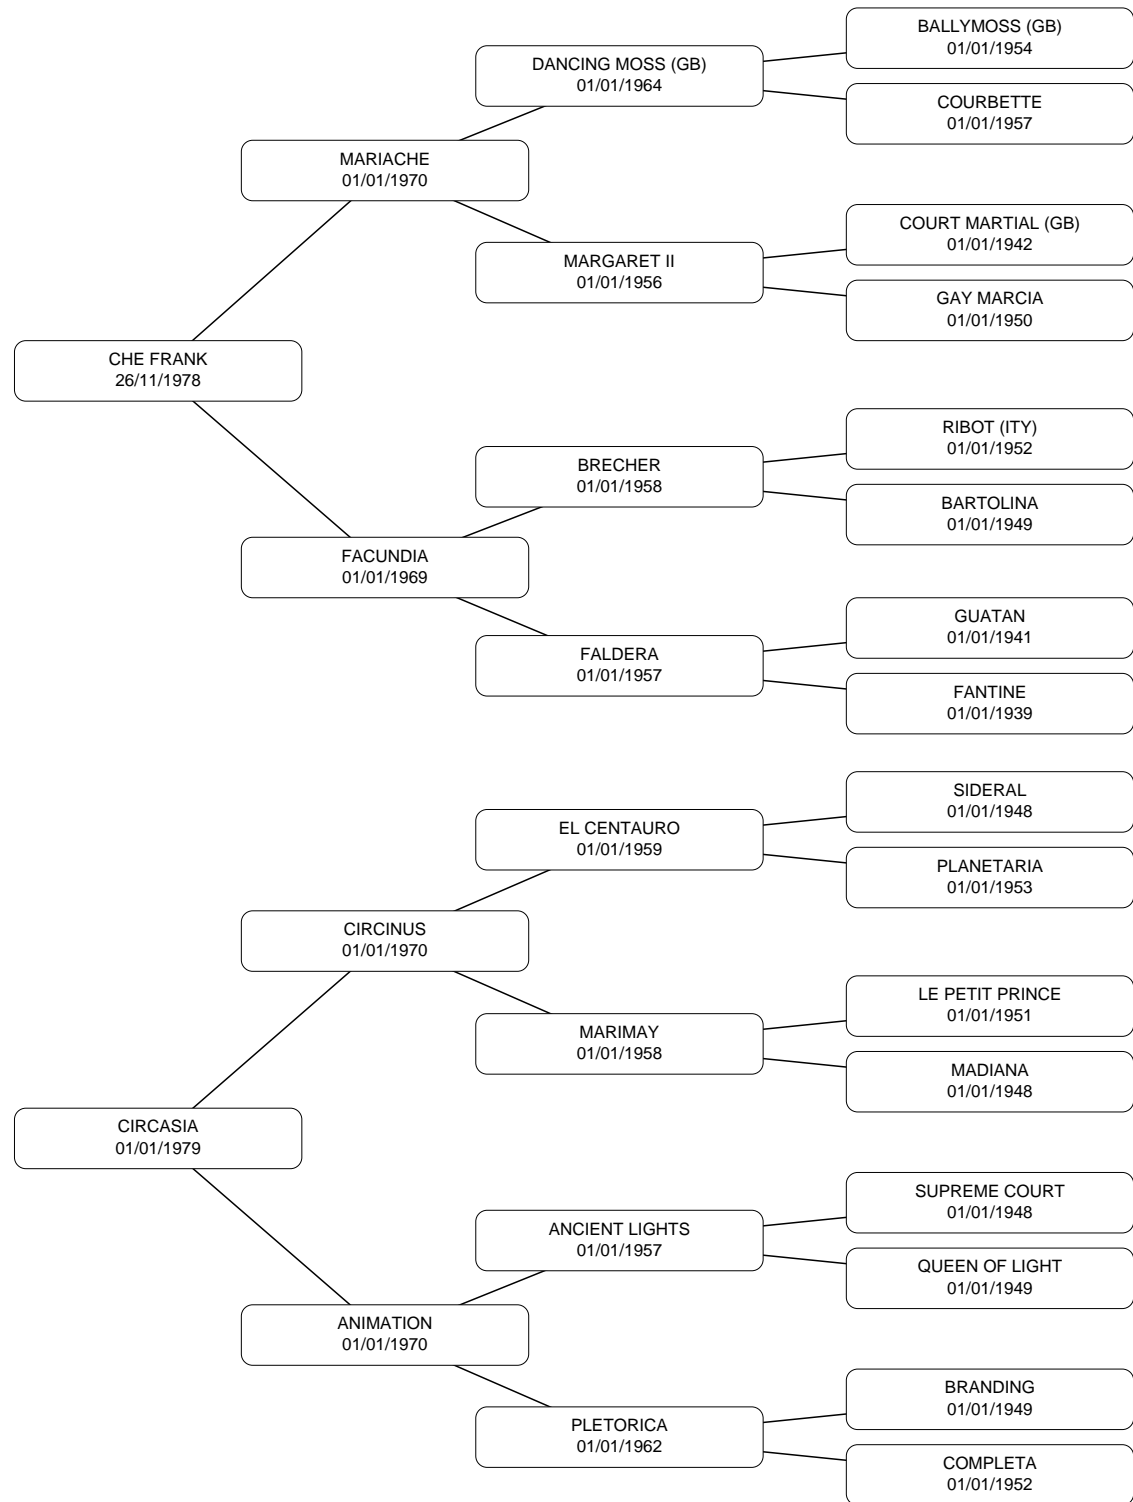 BALLYMOSS (GB)
01/01/1954
DANCING MOSS (GB)
01/01/1964
COURBETTE
01/01/1957
MARIACHE
01/01/1970
COURT MARTIAL (GB)
01/01/1942
MARGARET II
01/01/1956
GAY MARCIA
01/01/1950
CHE FRANK
26/11/1978
RIBOT (ITY)
01/01/1952
BRECHER
01/01/1958
BARTOLINA
01/01/1949
FACUNDIA
01/01/1969
GUATAN
01/01/1941
FALDERA
01/01/1957
FANTINE
01/01/1939
SIDERAL
01/01/1948
EL CENTAURO
01/01/1959
PLANETARIA
01/01/1953
CIRCINUS
01/01/1970
LE PETIT PRINCE
01/01/1951
MARIMAY
01/01/1958
MADIANA
01/01/1948
CIRCASIA
01/01/1979
SUPREME COURT
01/01/1948
ANCIENT LIGHTS
01/01/1957
QUEEN OF LIGHT
01/01/1949
ANIMATION
01/01/1970
BRANDING
01/01/1949
PLETORICA
01/01/1962
COMPLETA
01/01/1952